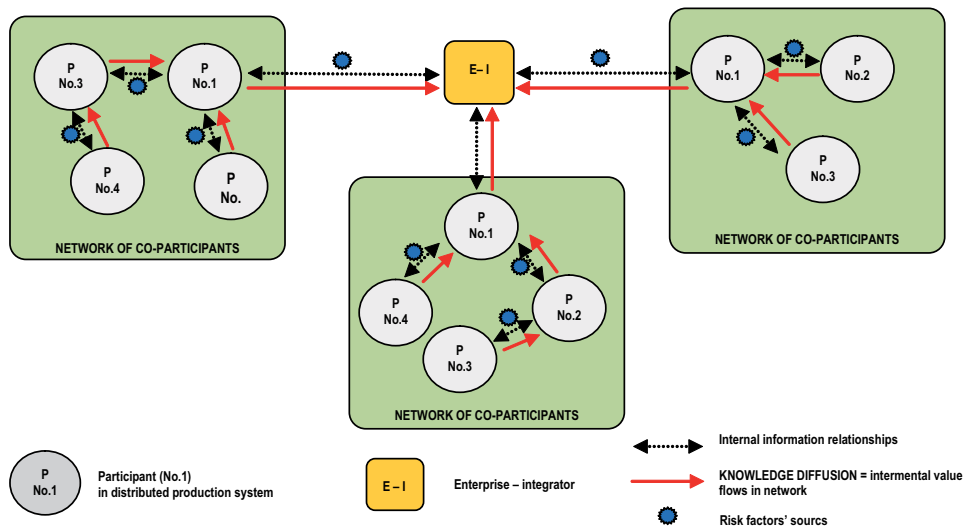 P
No.3
P
No.1
P
No.4
P
No.
NETWORK OF CO-PARTICIPANTS
E – I
P
No.1
P
No.2
P
No.3
NETWORK OF CO-PARTICIPANTS
P
No.1
P
No.4
P
No.2
P
No.3
NETWORK OF CO-PARTICIPANTS
P
No.1
Participant (No.1)
in distributed production system
E – I
Enterprise – integrator
Internal information relationships
KNOWLEDGE DIFFUSION = intermental value
flows in network
Risk factors' sourcs